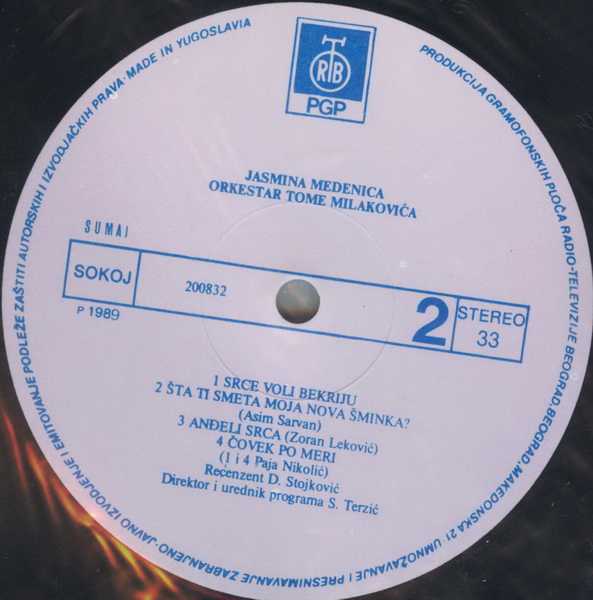 RTB
PGP
PRODUKCIJA GRAMOFONSKIH PLOČA RADIO-TELEVIZIJE BEOGRAD, BEOGRAD, MAKEDONSKA 21 · UMNOŽAVANJE I PRESNIMAVANJE ZABRANJENO · JAVNO IZVODJENJE I EMITOVANJE PODLEŽE ZAŠTITI AUTORSKIH I IZVODJAČKIH PRAVA · MADE IN YUGOSLAVIA
JASMINA MEDENICA
ORKESTAR TOME MILAKOVIĆA
SUMAI
SOKOJ
200832
2
STEREO
33
P 1989
1 SRCE VOLI BEKRIJU
2 ŠTA TI SMETA MOJA NOVA ŠMINKA?
(Asim Sarvan)
3 ANĐELI SRCA (Zoran Leković)
4 ČOVEK PO MERI
(1 i 4 Paja Nikolić)
Recenzent D. Stojković
Direktor i urednik programa S. Terzić